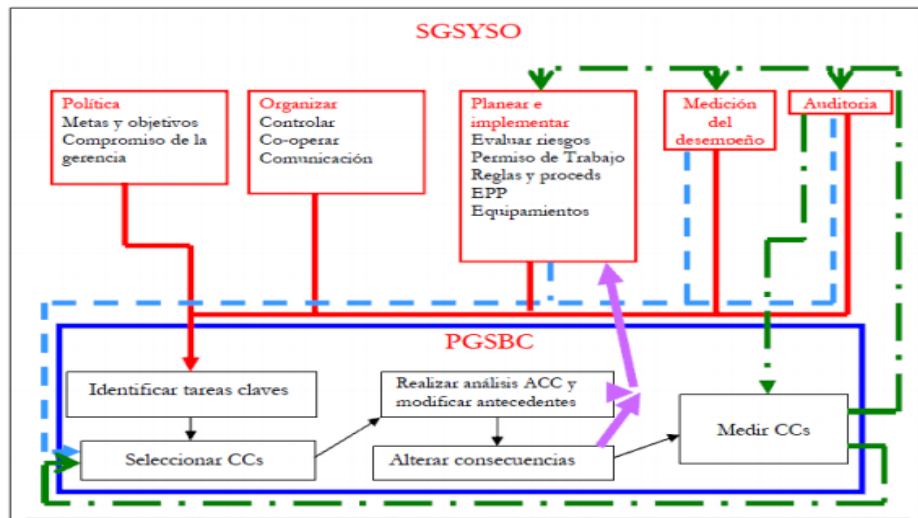 SGSYSO
Política
Metas y objetivos
Compromiso de la
gerencia
Organizar
Controlar
Co-operar
Comunicación
Planear e
implementar
Evaluar riesgos
Permiso de Trabajo
Reglas y proceds
EPP
Equipamientos
Medición
del
desempeño
Auditoria
PGSBC
Identificar tareas claves
Seleccionar CCs
Realizar análisis ACC y
modificar antecedentes
Alterar consecuencias
Medir CCs